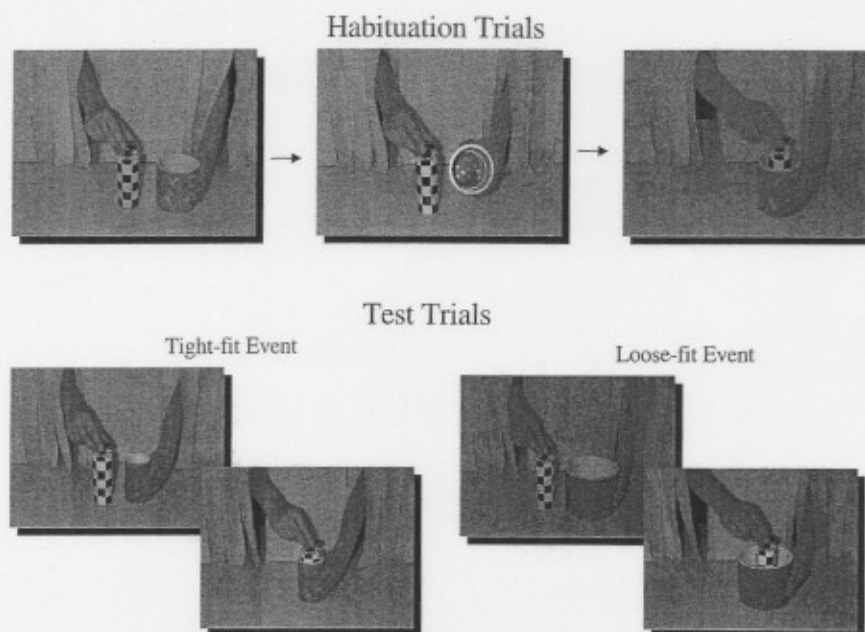 Habituation Trials
Test Trials
Tight-fit Event
Loose-fit Event